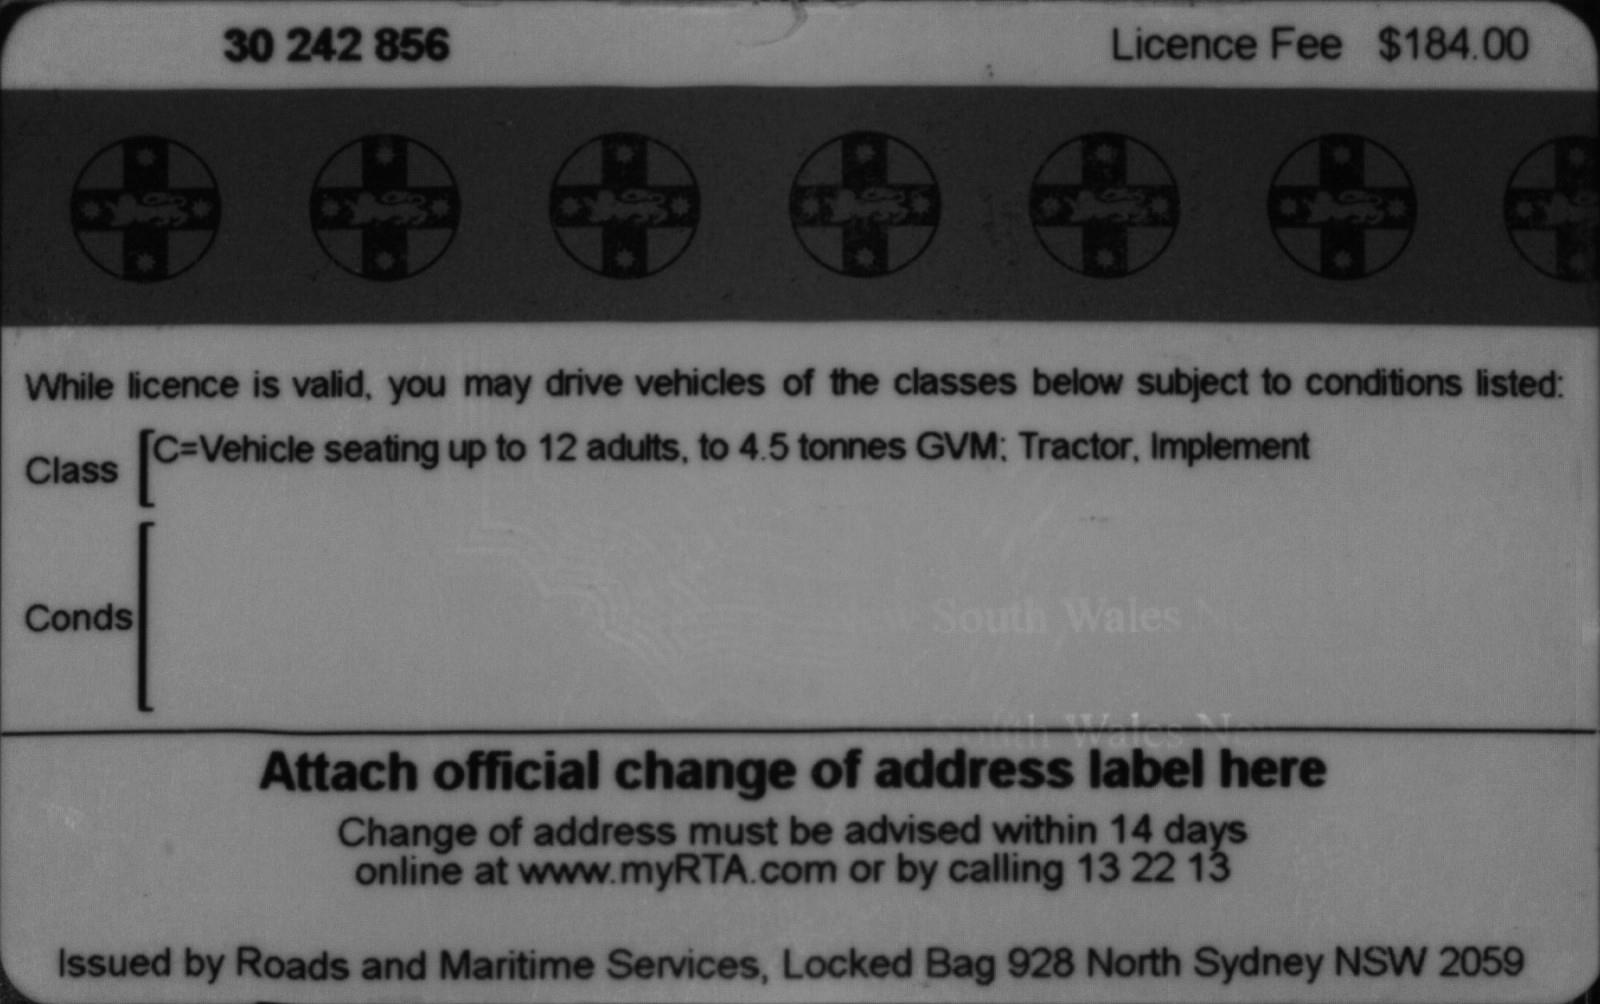 30 242 856 Licence Fee $184.00
While licence is valid, you may drive vehicles of the classes below subject to conditions listed:
Class C=Vehicle seating up to 12 adults, to 4.5 tonnes GVM; Tractor, Implement
Conds
South Wales
South Wales
Attach official change of address label here
Change of address must be advised within 14 days
online at www.myRTA.com or by calling 13 22 13
Issued by Roads and Maritime Services, Locked Bag 928 North Sydney NSW 2059